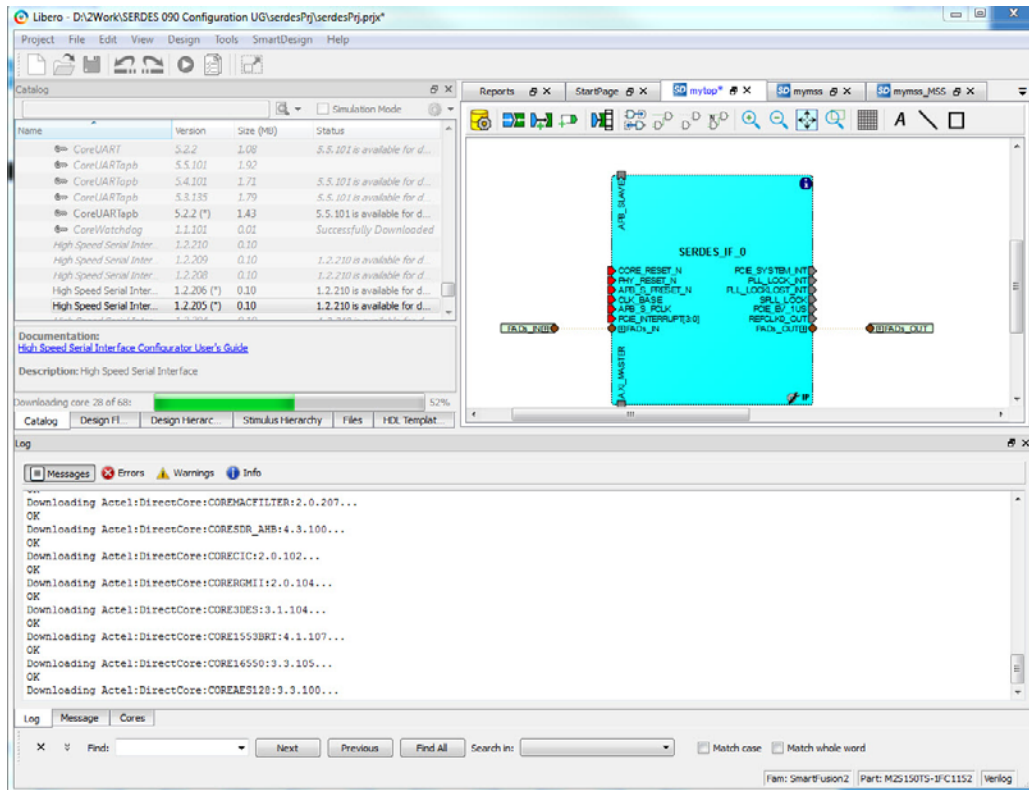 Libero - D:\2Work\SERDES 090 Configuration UG\serdesPrj\serdesPrj.prjx*
Project File Edit View Design Tools SmartDesign Help
Catalog
Reports StartPage mytop* mymss mymss_MSS
Simulation Mode
Name Version Size (MB) Status
CoreUART 5.2.2 1.08 5.5.101 is available for d...
CoreUARTapb 5.5.101 1.92
CoreUARTapb 5.4.101 1.71 5.5.101 is available for d...
CoreUARTapb 5.3.135 1.79 5.5.101 is available for d...
CoreUARTapb 5.2.2 (*) 1.43 5.5.101 is available for d...
CoreWatchdog 1.1.101 0.01 Successfully Downloaded
High Speed Serial Inter... 1.2.210 0.10
High Speed Serial Inter... 1.2.209 0.10 1.2.210 is available for d...
High Speed Serial Inter... 1.2.208 0.10 1.2.210 is available for d...
High Speed Serial Inter... 1.2.206 (*) 0.10 1.2.210 is available for d...
High Speed Serial Inter... 1.2.205 (*) 0.10 1.2.210 is available for d...
Documentation:
High Speed Serial Interface Configurator User's Guide
Description: High Speed Serial Interface
Downloading core 28 of 68: 52%
Catalog Design Fl... Design Hierarc... Stimulus Hierarchy Files HDL Templat...
APB_SLAVE
SERDES_IF_0
CORE_RESET_N PCIE_SYSTEM_INT
PHY_RESET_N PLL_LOCK_INT
APB_S_PRESET_N PLL_LOCKLOST_INT
CLK_BASE SPLL_LOCK
APB_S_PCLK PCIE_EV_1US
PCIE_INTERRUPT[3:0] REFCLK0_OUT
PADs_IN PADs_IN PADs_OUT PADs_OUT
AXI_MASTER
IP
Log
Messages Errors Warnings Info
OK
Downloading Actel:DirectCore:COREMACFILTER:2.0.207...
OK
Downloading Actel:DirectCore:CORESDR_AHB:4.3.100...
OK
Downloading Actel:DirectCore:CORECIC:2.0.102...
OK
Downloading Actel:DirectCore:CORERGMII:2.0.104...
OK
Downloading Actel:DirectCore:CORE3DES:3.1.104...
OK
Downloading Actel:DirectCore:CORE1553BRT:4.1.107...
OK
Downloading Actel:DirectCore:CORE16550:3.3.105...
OK
Downloading Actel:DirectCore:COREAES128:3.3.100...
Log Message Cores
Find: Next Previous Find All Search in: Match case Match whole word
Fam: SmartFusion2 Part: M2S150TS-1FC1152 Verilog